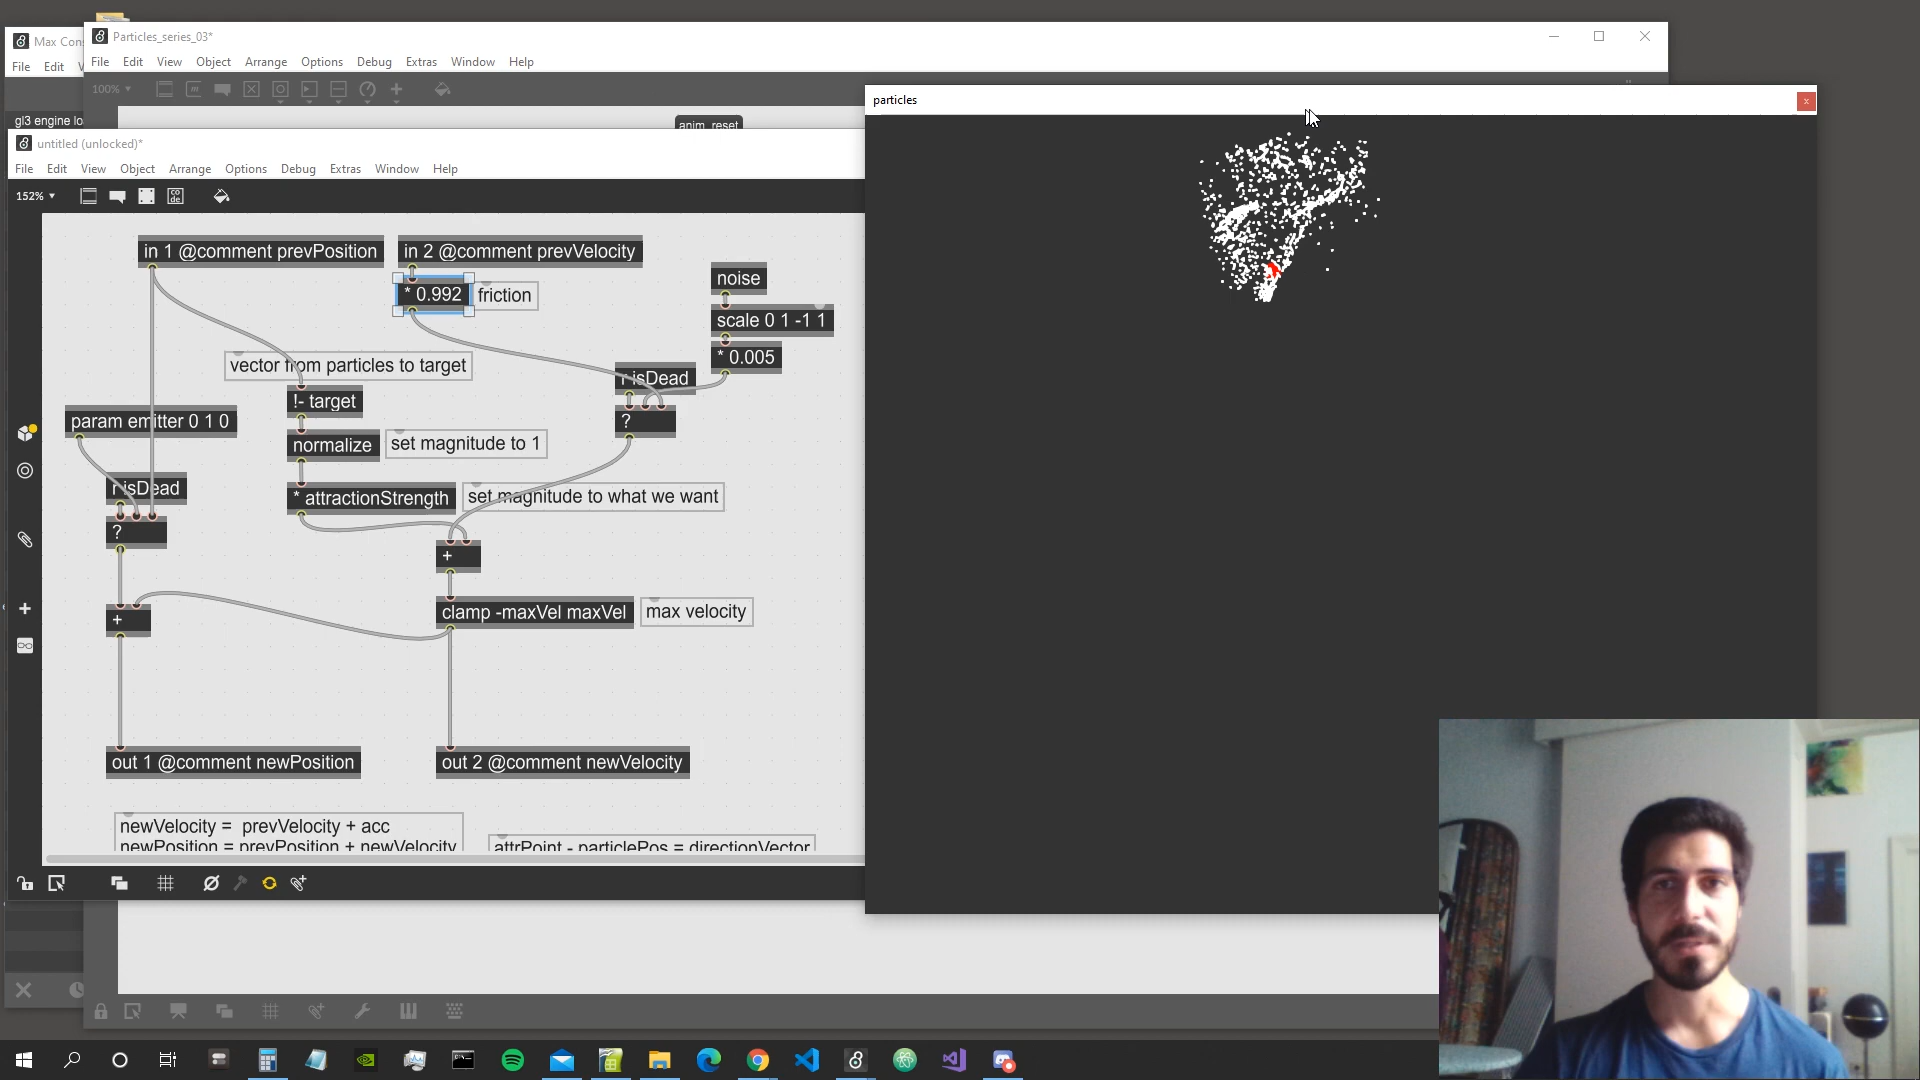 Max Con
File Edit V
gl3 engine lo
Particles_series_03*
File Edit View Object Arrange Options Debug Extras Window Help
100%
anim_reset
untitled (unlocked)*
File Edit View Object Arrange Options Debug Extras Window Help
152%
co
de
particles
x
in 1 @comment prevPosition
in 2 @comment prevVelocity
* 0.992
friction
noise
scale 0 1 -1 1
* 0.005
vector from particles to target
r isDead
?
!- target
param emitter 0 1 0
normalize
set magnitude to 1
r isDead
?
* attractionStrength
set magnitude to what we want
+
clamp -maxVel maxVel
max velocity
+
out 1 @comment newPosition
out 2 @comment newVelocity
newVelocity = prevVelocity + acc
newPosition = prevPosition + newVelocity
attrPoint - particlePos = directionVector